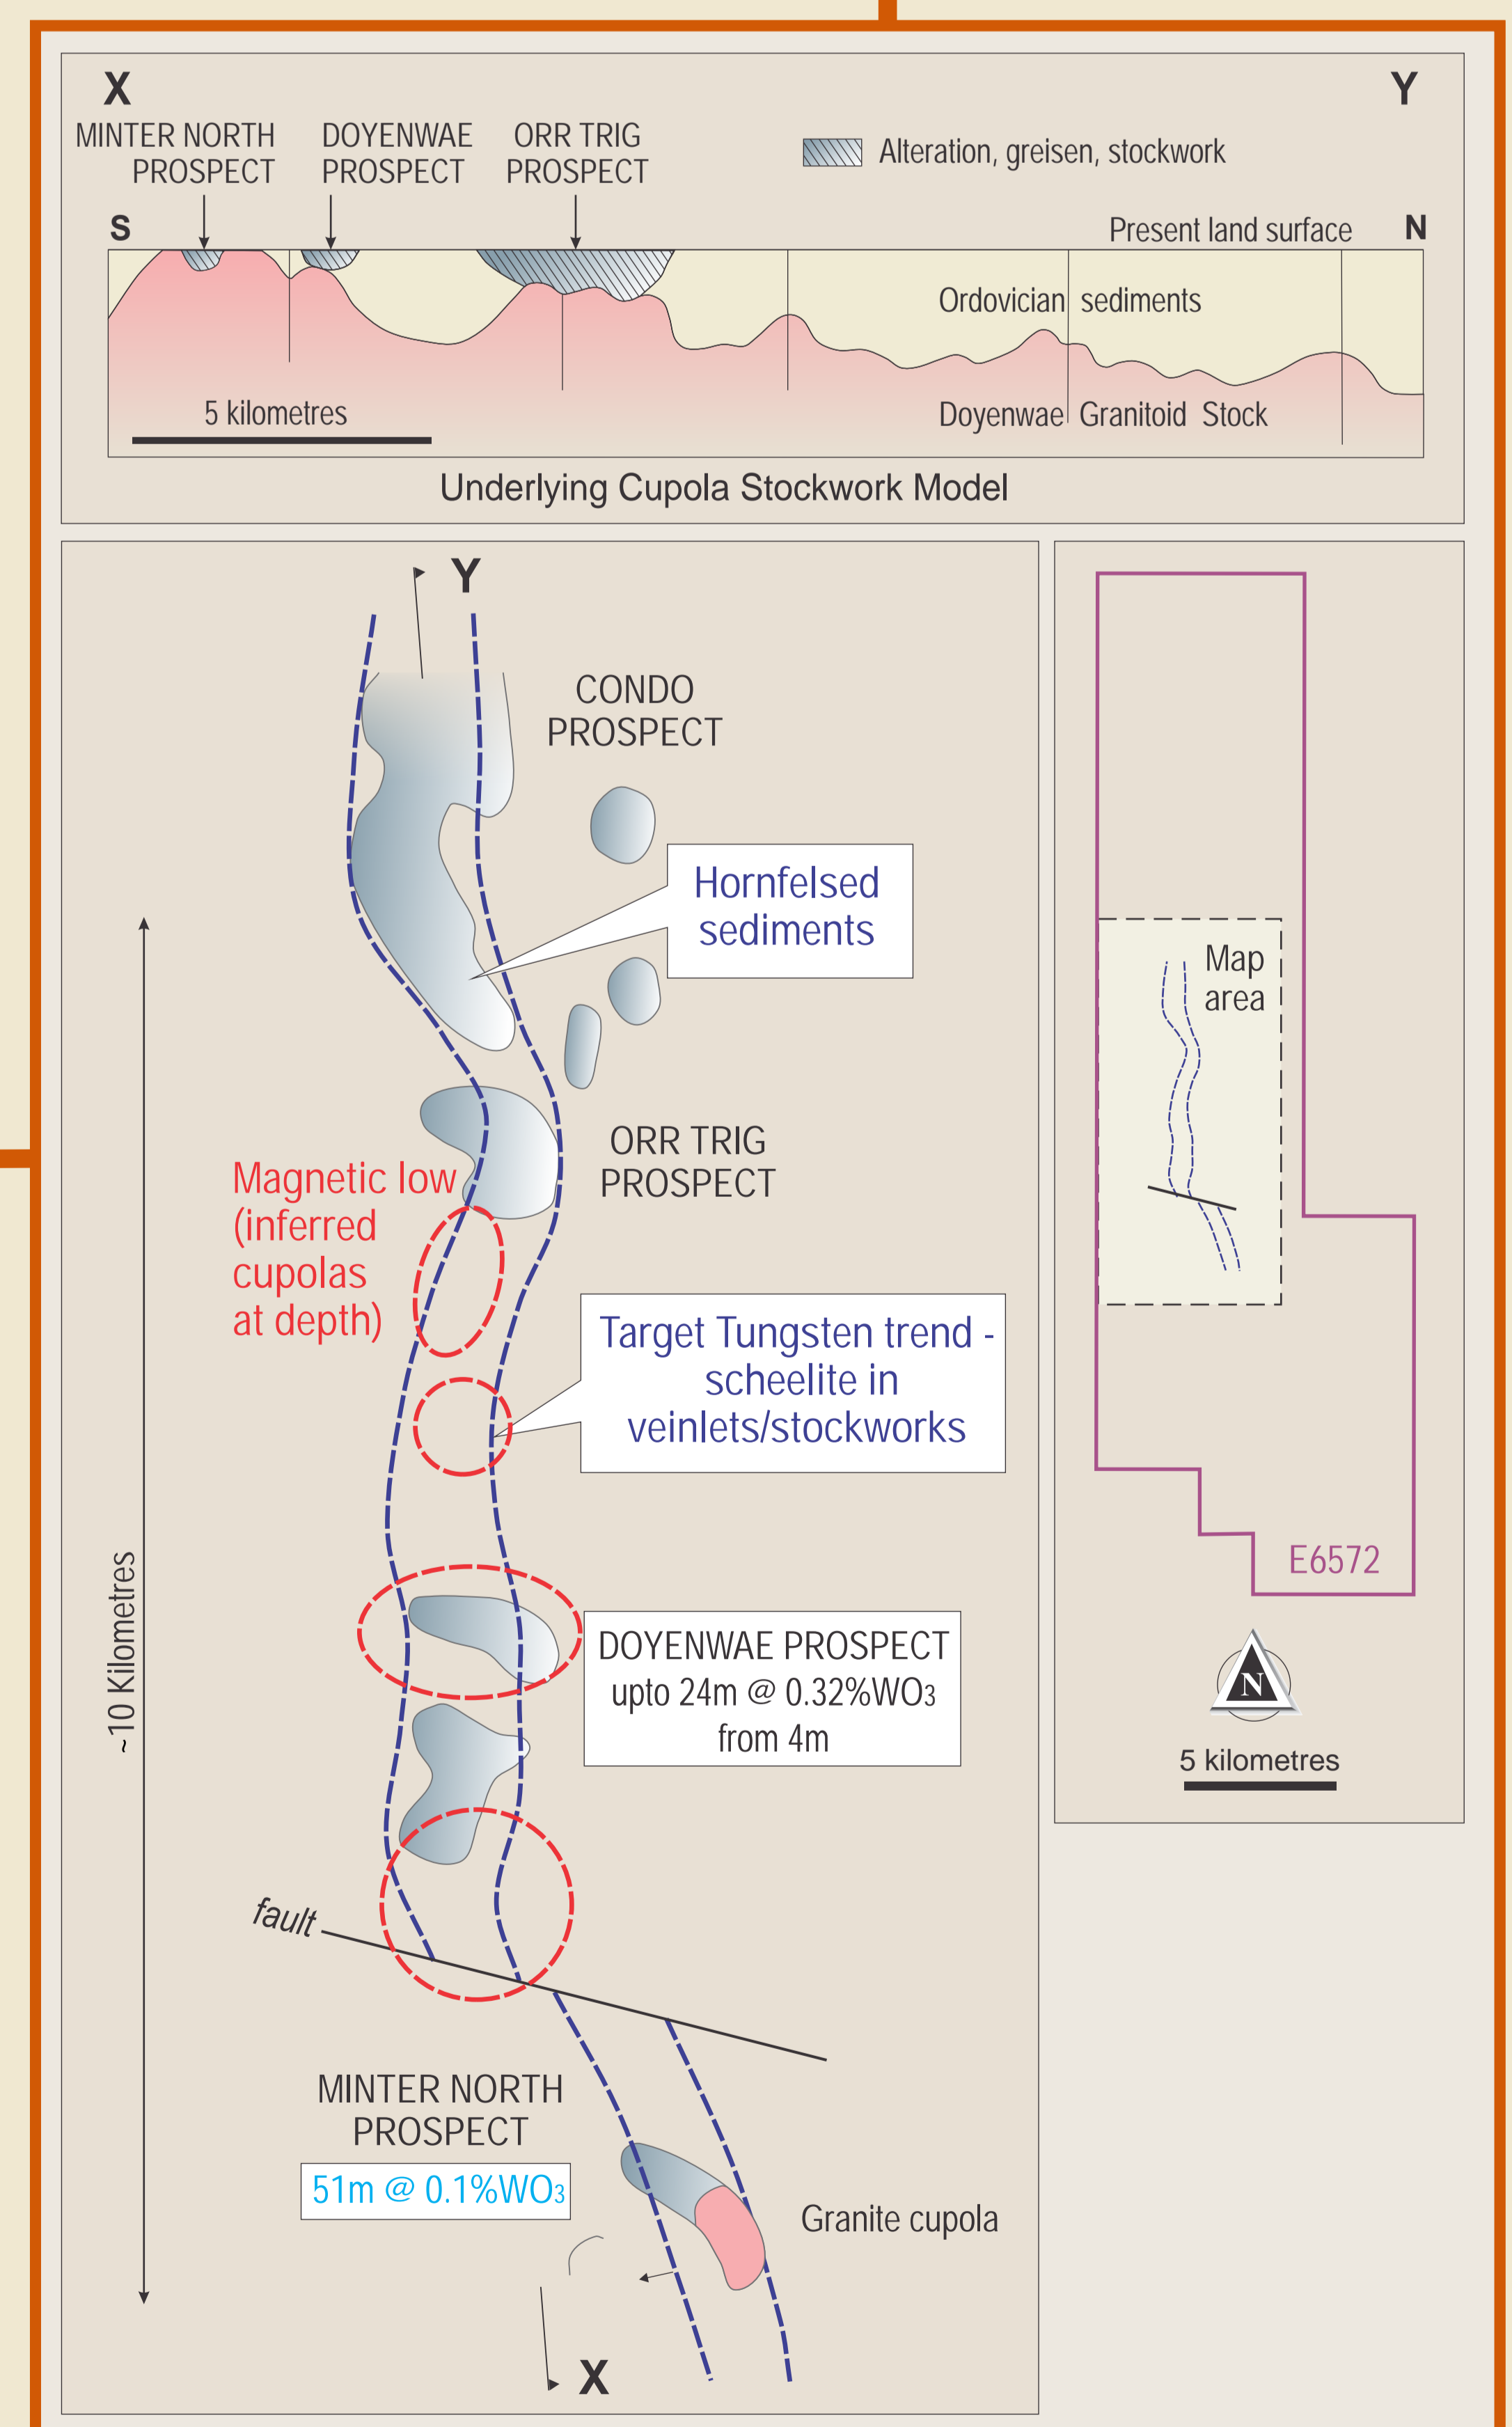 X
Y
MINTER NORTH
PROSPECT
DOYENWAE
PROSPECT
ORR TRIG
PROSPECT
Alteration, greisen, stockwork
S
Present land surface
N
Ordovician sediments
5 kilometres
Doyenwae Granitoid Stock
Underlying Cupola Stockwork Model
Y
CONDO
PROSPECT
Hornfelsed
sediments
ORR TRIG
PROSPECT
Magnetic low
(inferred
cupolas
at depth)
Target Tungsten trend -
scheelite in
veinlets/stockworks
~10 Kilometres
DOYENWAE PROSPECT
upto 24m @ 0.32%WO3
from 4m
fault
MINTER NORTH
PROSPECT
51m @ 0.1%WO3
Granite cupola
X
Map
area
E6572
N
5 kilometres